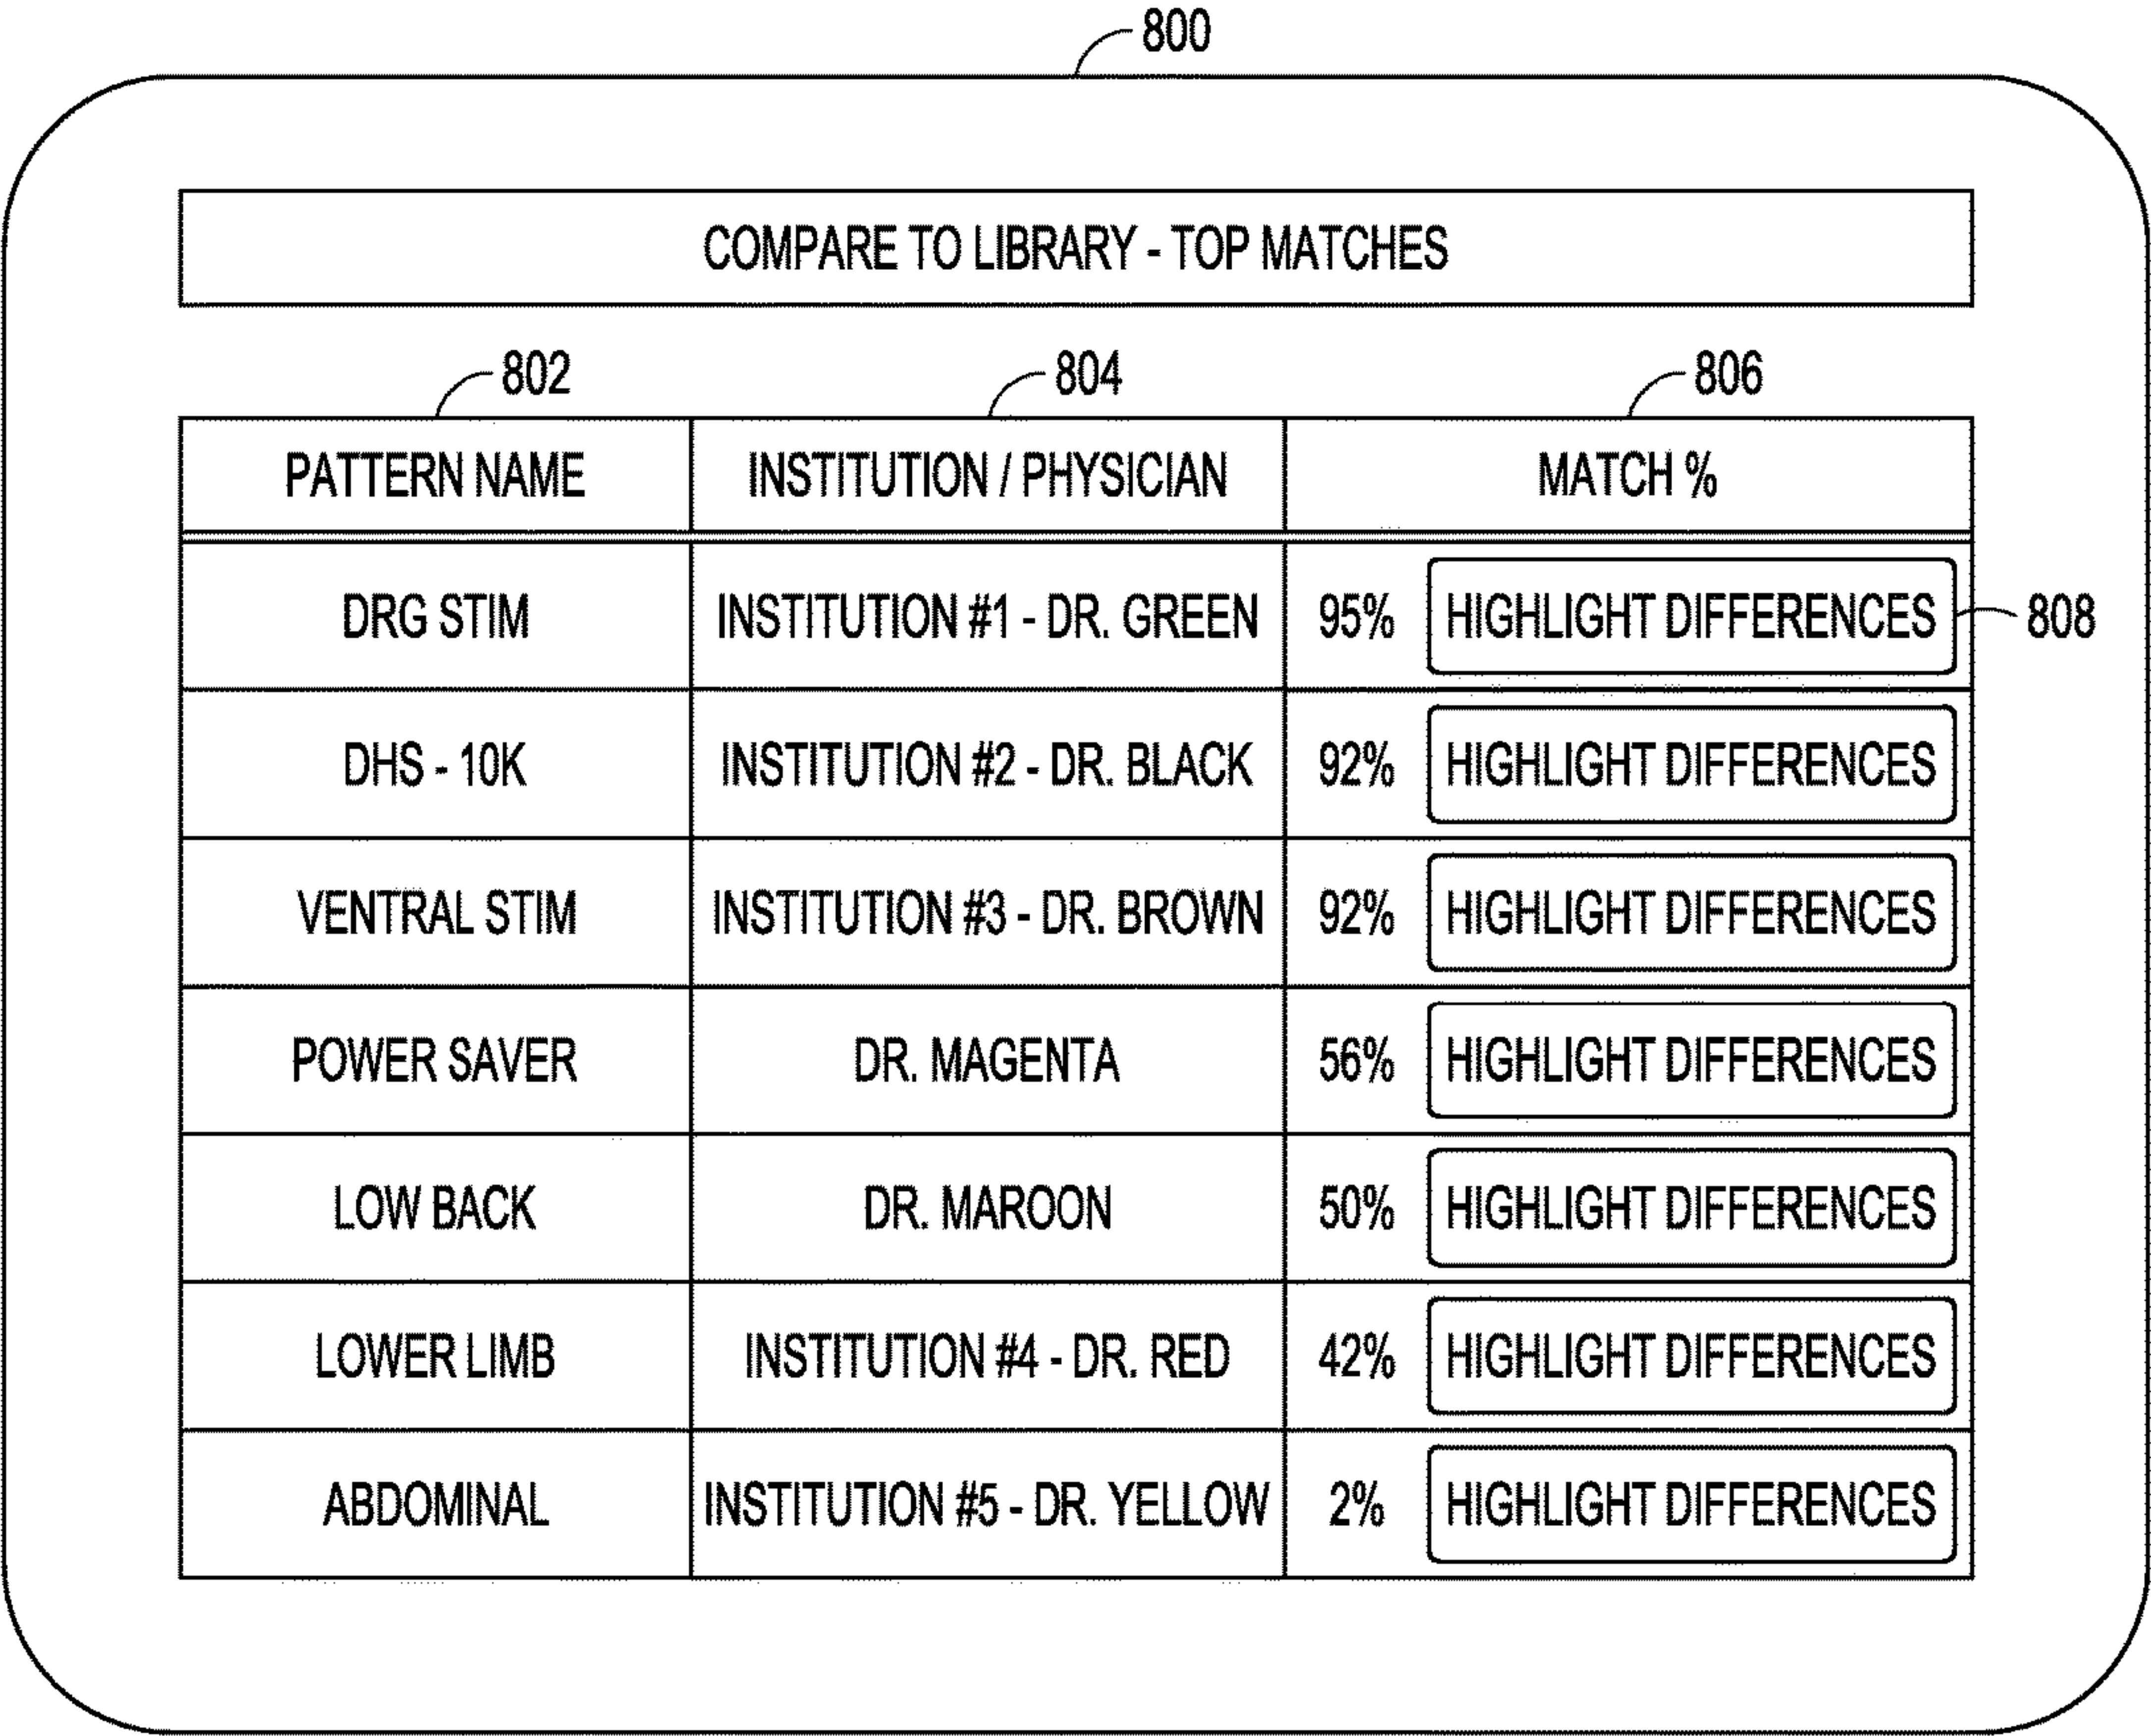 800
COMPARE TO LIBRARY - TOP MATCHES
802 804 806
PATTERN NAME INSTITUTION / PHYSICIAN MATCH %
DRG STIM INSTITUTION #1 - DR. GREEN 95% HIGHLIGHT DIFFERENCES 808
DHS - 10K INSTITUTION #2 - DR. BLACK 92% HIGHLIGHT DIFFERENCES
VENTRAL STIM INSTITUTION #3 - DR. BROWN 92% HIGHLIGHT DIFFERENCES
POWER SAVER DR. MAGENTA 56% HIGHLIGHT DIFFERENCES
LOW BACK DR. MAROON 50% HIGHLIGHT DIFFERENCES
LOWER LIMB INSTITUTION #4 - DR. RED 42% HIGHLIGHT DIFFERENCES
ABDOMINAL INSTITUTION #5 - DR. YELLOW 2% HIGHLIGHT DIFFERENCES